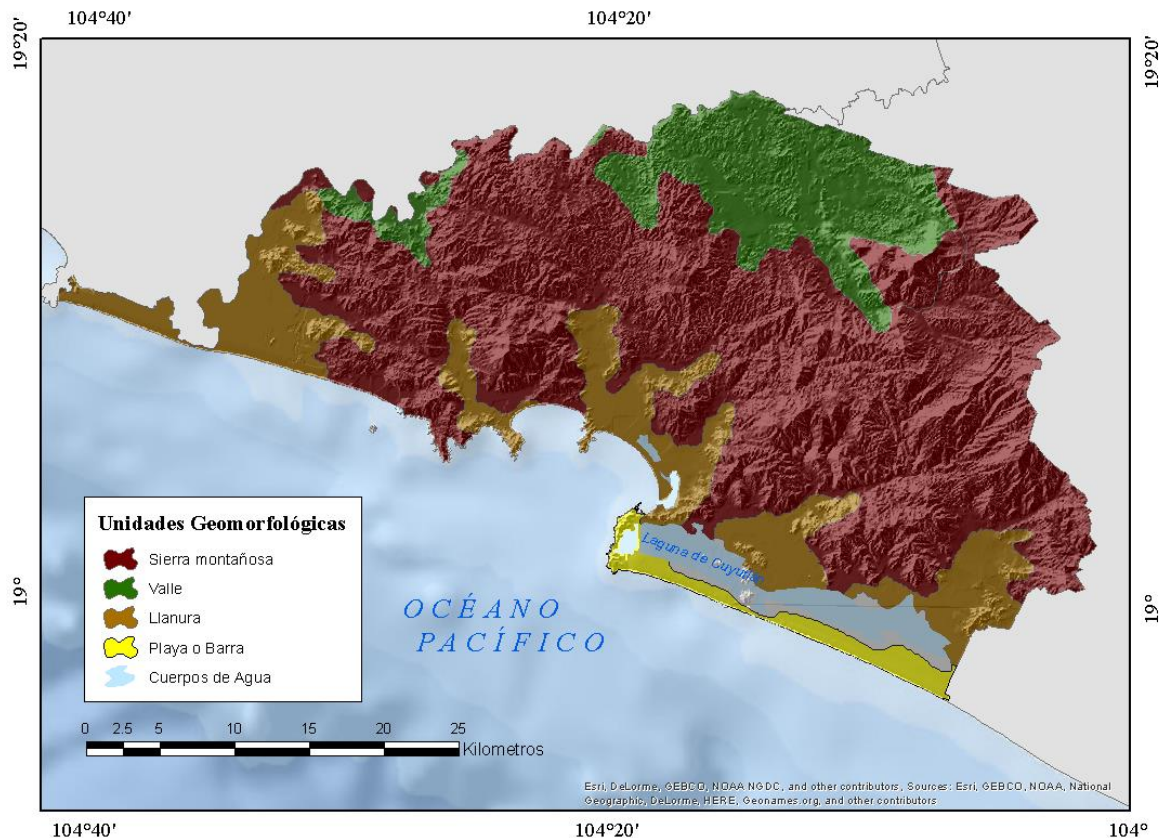 104°40'
104°20'
19°20'
19°20'
Laguna de Cuyutlán
OCÉANO
PACÍFICO
19°
19°
Unidades Geomorfológicas
Sierra montañosa
Valle
Llanura
Playa o Barra
Cuerpos de Agua
0 2.5 5 10 15 20 25
Kilometros
Esri, DeLorme, GEBCO, NOAA NGDC, and other contributors, Sources: Esri, GEBCO, NOAA, National
Geographic, DeLorme, HERE, Geonames.org, and other contributors
104°40'
104°20'
104°